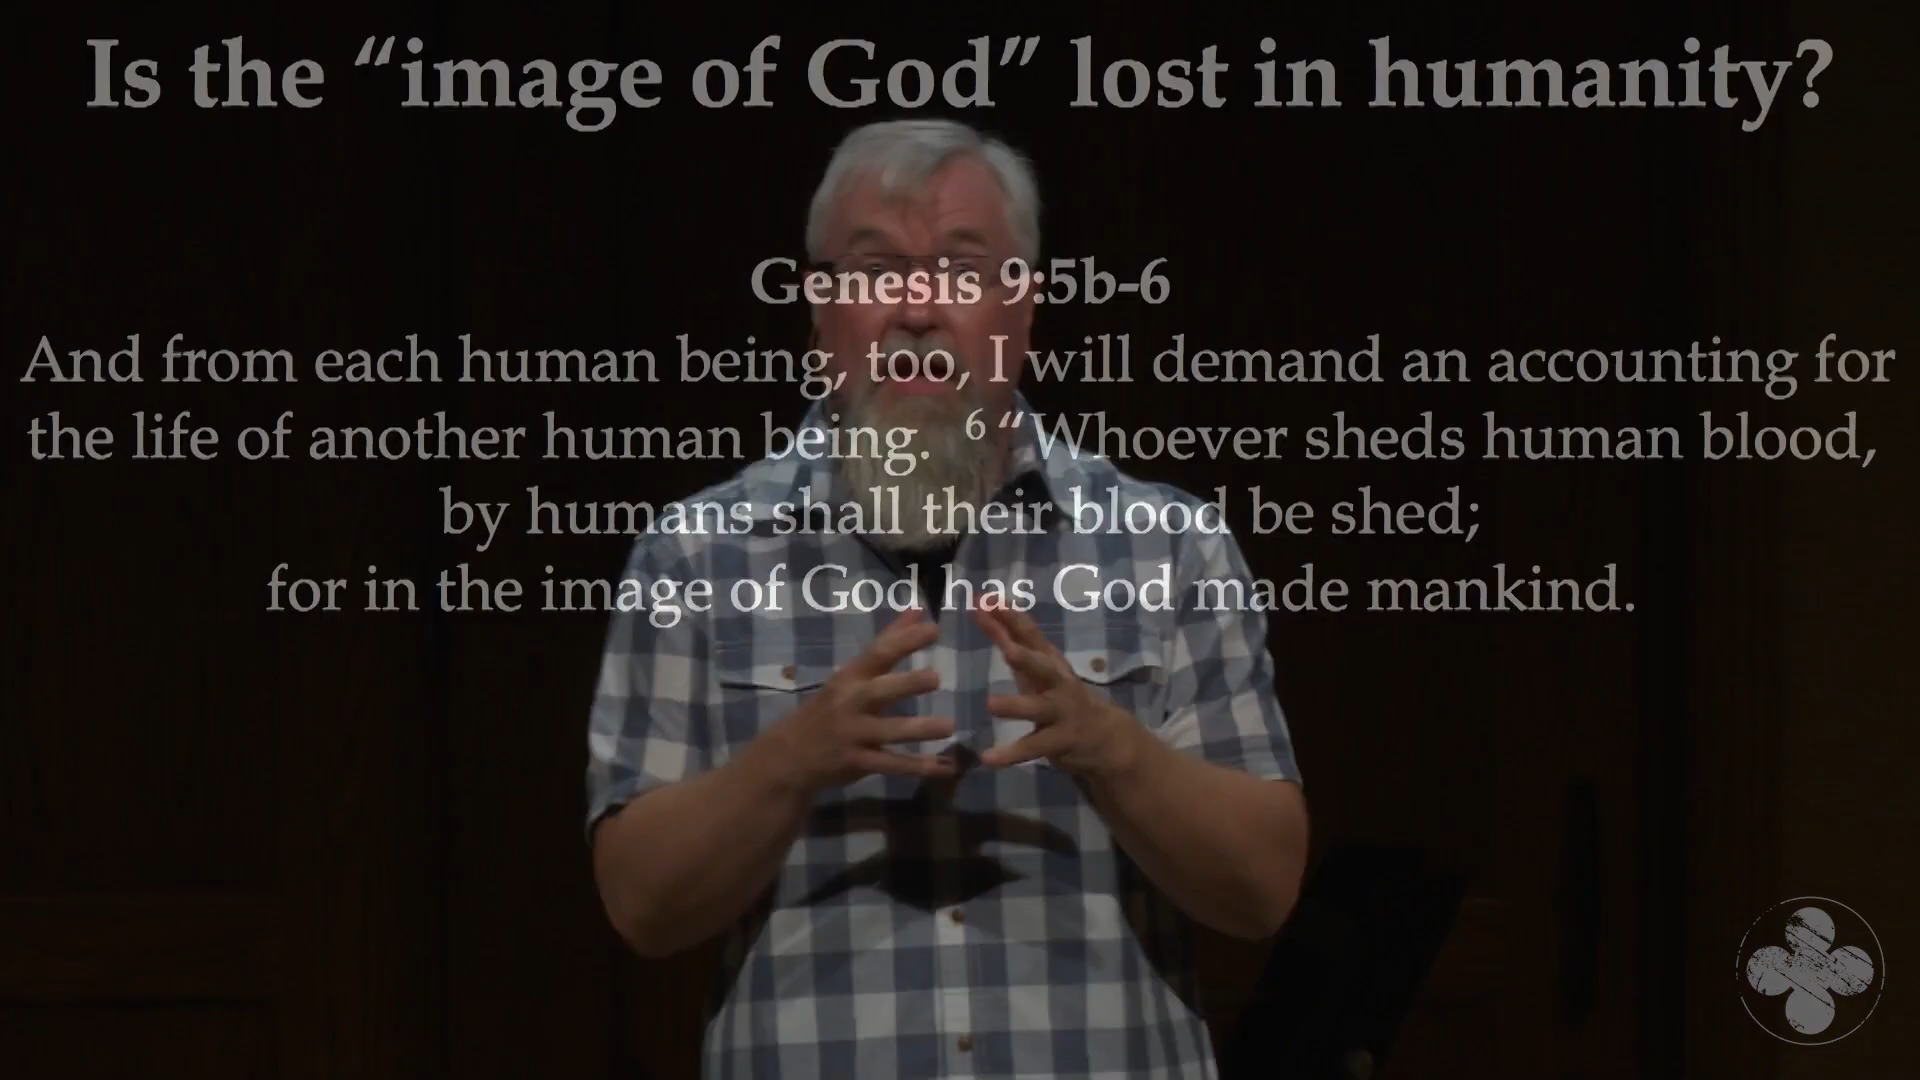 Is the “image of God” lost in humanity?
Genesis 9:5b-6
And from each human being, too, I will demand an accounting for
the life of another human being. 6 “Whoever sheds human blood,
by humans shall their blood be shed;
for in the image of God has God made mankind.